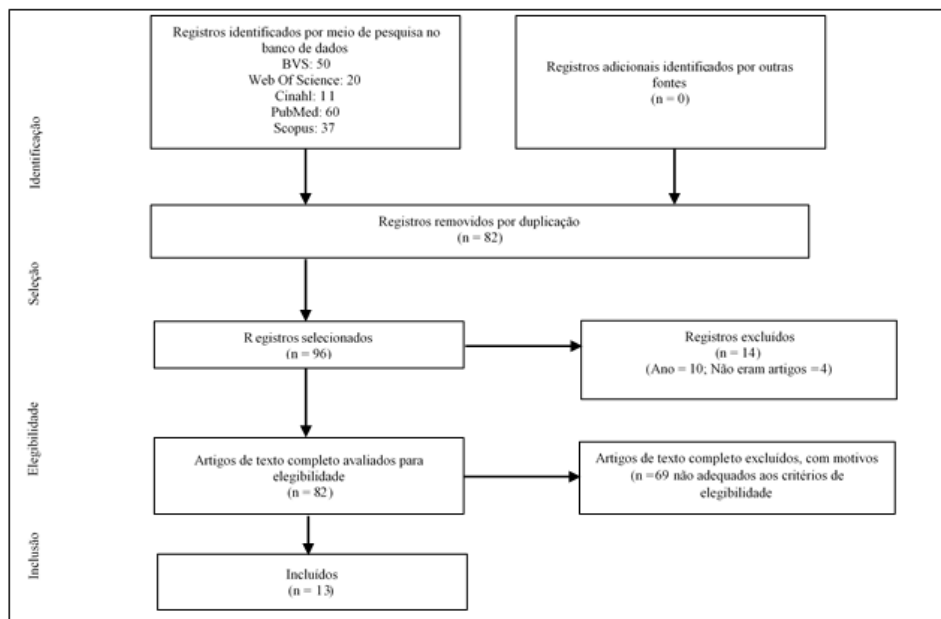 Identificação
Registros identificados por meio de pesquisa no
banco de dados
BVS: 50
Web Of Science: 20
Cinahl: 11
PubMed: 60
Scopus: 37
Registros adicionais identificados por outras
fontes
(n = 0)
Registros removidos por duplicação
(n = 82)
Seleção
Registros selecionados
(n = 96)
Registros excluídos
(n = 14)
(Ano = 10; Não eram artigos =4)
Elegibilidade
Artigos de texto completo avaliados para
elegibilidade
(n = 82)
Artigos de texto completo excluídos, com motivos
(n =69 não adequados aos critérios de
elegibilidade
Inclusão
Incluídos
(n = 13)